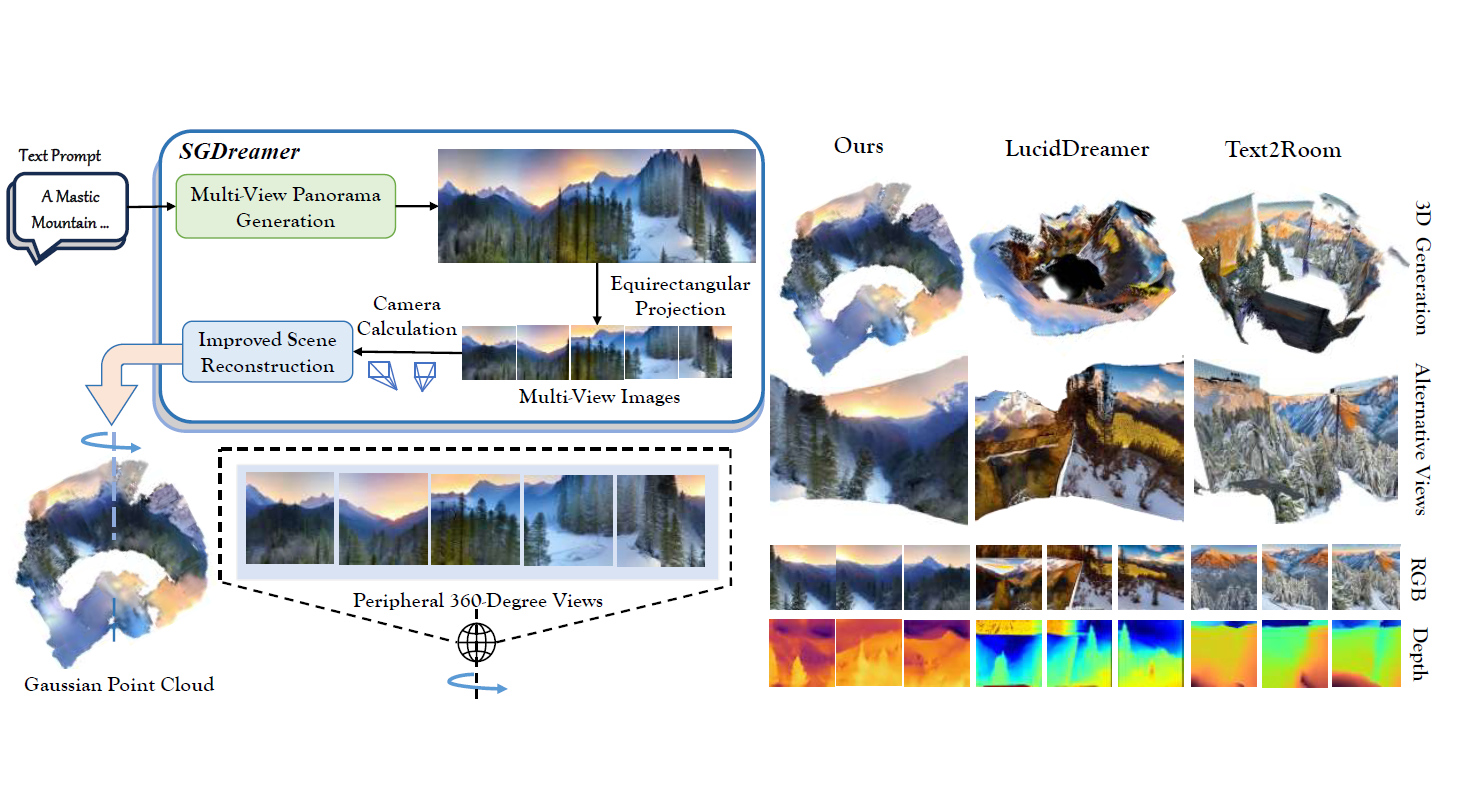 Text Prompt
A Mastic
Mountain ...
SGDreamer
Multi-View Panorama
Generation
Equirectangular
Projection
Camera
Calculation
Improved Scene
Reconstruction
Multi-View Images
Peripheral 360-Degree Views
Gaussian Point Cloud
Ours
LucidDreamer
Text2Room
3D Generation
Alternative Views
RGB
Depth